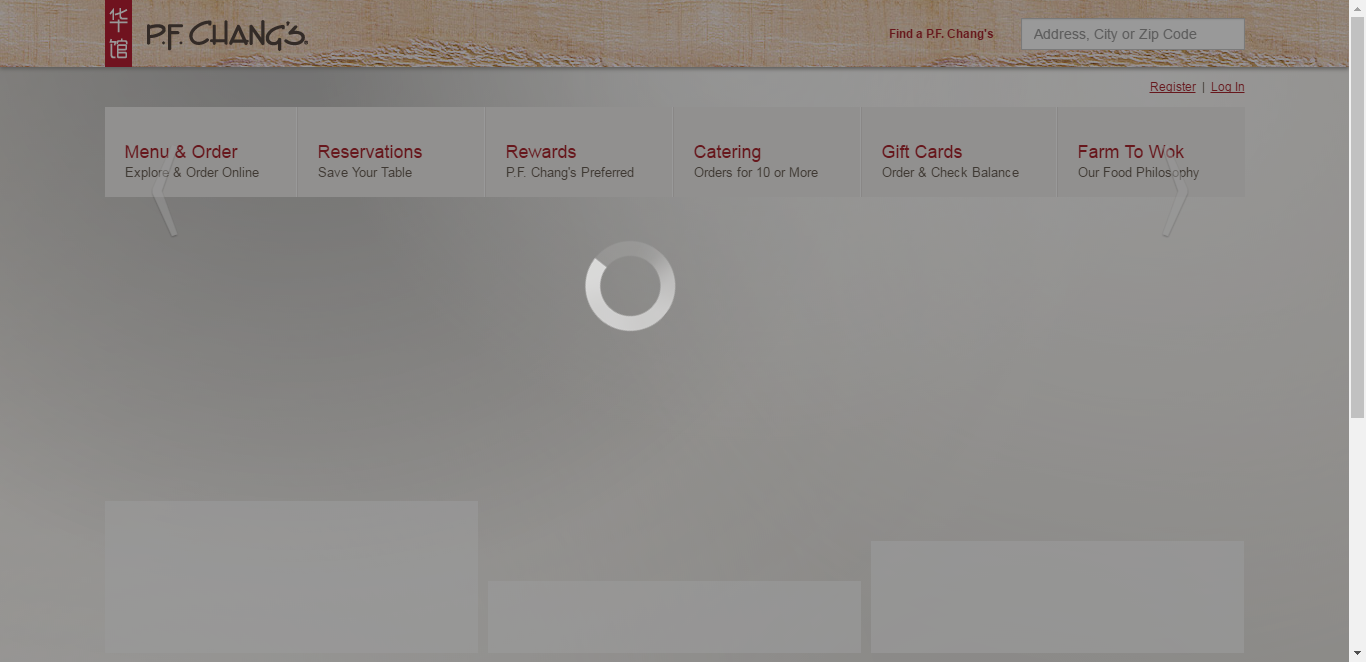 华馆
P.F. CHANG'S.
Find a P.F. Chang's
Address, City or Zip Code
Register | Log In
Menu & Order
Explore & Order Online
Reservations
Save Your Table
Rewards
P.F. Chang's Preferred
Catering
Orders for 10 or More
Gift Cards
Order & Check Balance
Farm To Wok
Our Food Philosophy